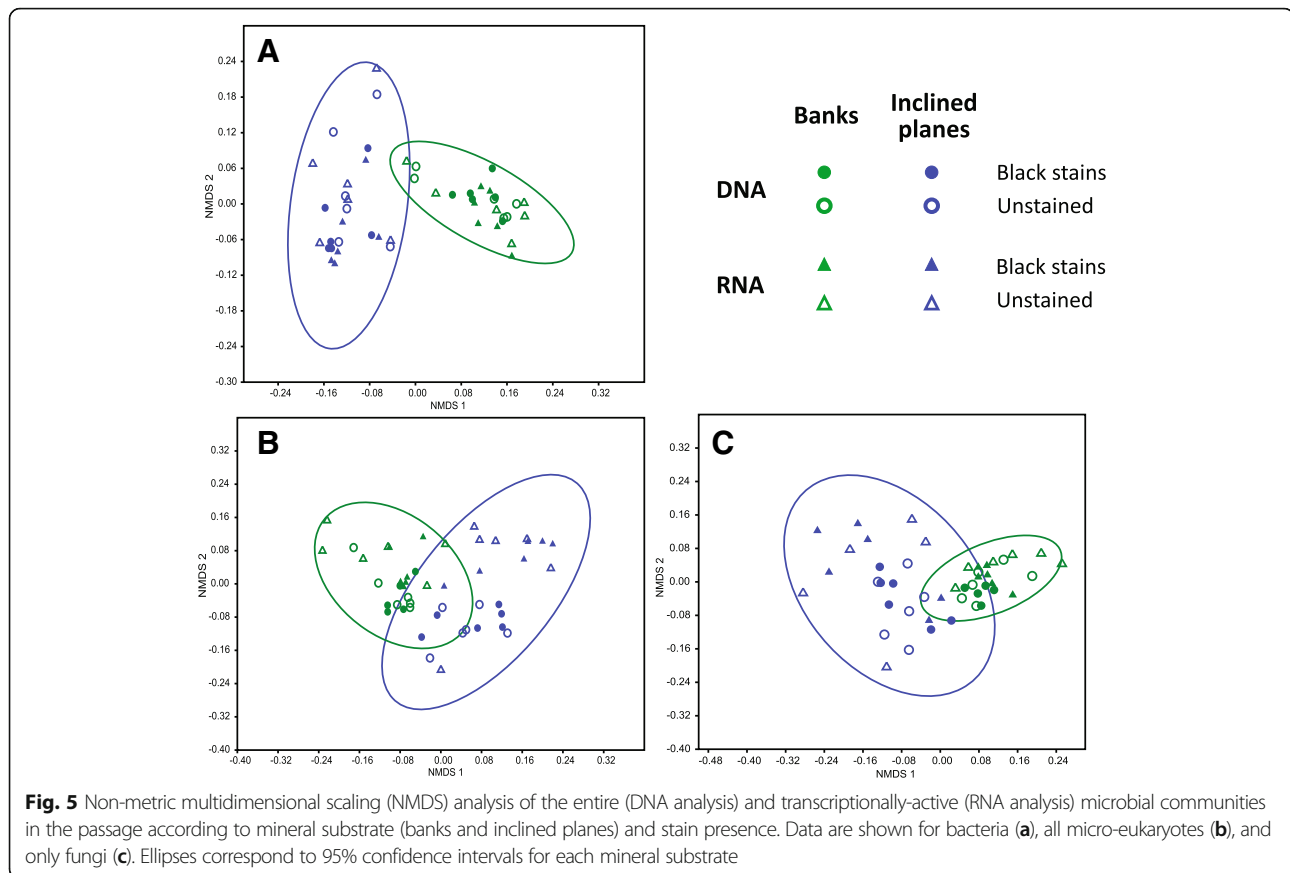 A
0.24
0.18
0.12
0.06
0.00
-0.06
-0.12
-0.18
-0.24
-0.30
NMDS 2
-0.24 -0.16 -0.08 0.00 0.08 0.16 0.24 0.32
NMDS 1
Banks Inclined planes
DNA
Black stains
Unstained
RNA
Black stains
Unstained
B
0.32
0.24
0.16
0.08
0.00
-0.08
-0.16
-0.24
-0.32
-0.40
NMDS 2
-0.40 -0.32 -0.24 -0.16 -0.08 0.00 0.08 0.16 0.24 0.32
NMDS 1
C
0.32
0.24
0.16
0.08
0.00
-0.08
-0.16
-0.24
-0.32
-0.40
NMDS 2
-0.48 -0.40 -0.32 -0.24 -0.16 -0.08 0.00 0.08 0.16 0.24
NMDS 1
Fig. 5 Non-metric multidimensional scaling (NMDS) analysis of the entire (DNA analysis) and transcriptionally-active (RNA analysis) microbial communities
in the passage according to mineral substrate (banks and inclined planes) and stain presence. Data are shown for bacteria (a), all micro-eukaryotes (b), and
only fungi (c). Ellipses correspond to 95% confidence intervals for each mineral substrate